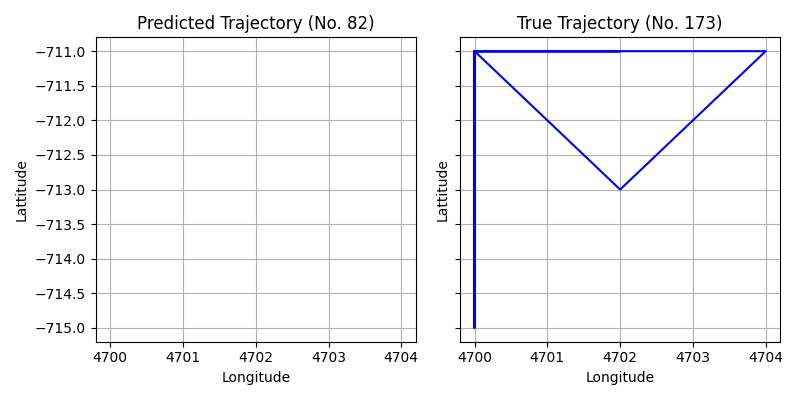 Predicted Trajectory (No. 82)
−711.0
−711.5
−712.0
−712.5
−713.0
−713.5
−714.0
−714.5
−715.0
Lattitude
4700 4701 4702 4703 4704
Longitude
True Trajectory (No. 173)
Lattitude
4700 4701 4702 4703 4704
Longitude